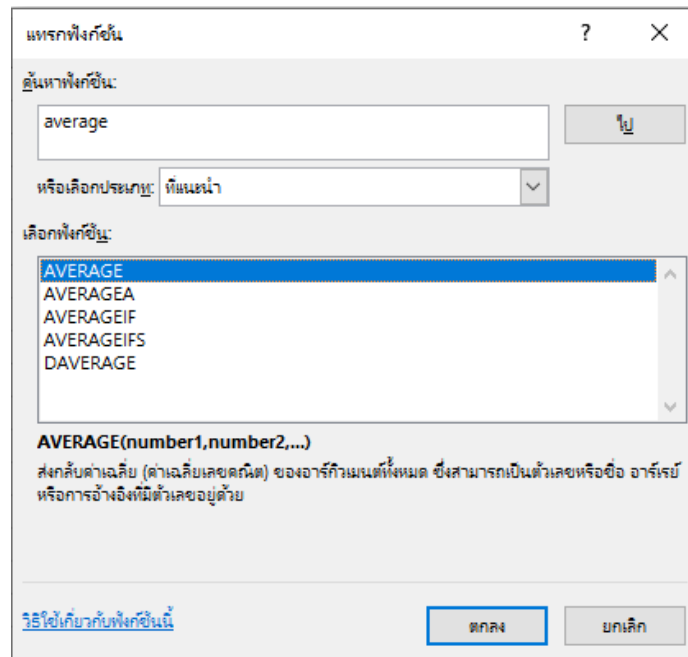 แทรกฟังก์ชัน
ค้นหาฟังก์ชัน:
average
ไป
หรือเลือกประเภท: ที่แนะนำ
เลือกฟังก์ชัน:
AVERAGE
AVERAGEA
AVERAGEIF
AVERAGEIFS
DAVERAGE
AVERAGE(number1,number2,...)
ส่งกลับค่าเฉลี่ย (ค่าเฉลี่ยเลขคณิต) ของอาร์กิวเมนต์ทั้งหมด ซึ่งสามารถเป็นตัวเลขหรือชื่อ อาร์เรย์
หรือการอ้างอิงที่มีตัวเลขอยู่ด้วย
วิธีใช้เกี่ยวกับฟังก์ชันนี้
ตกลง
ยกเลิก